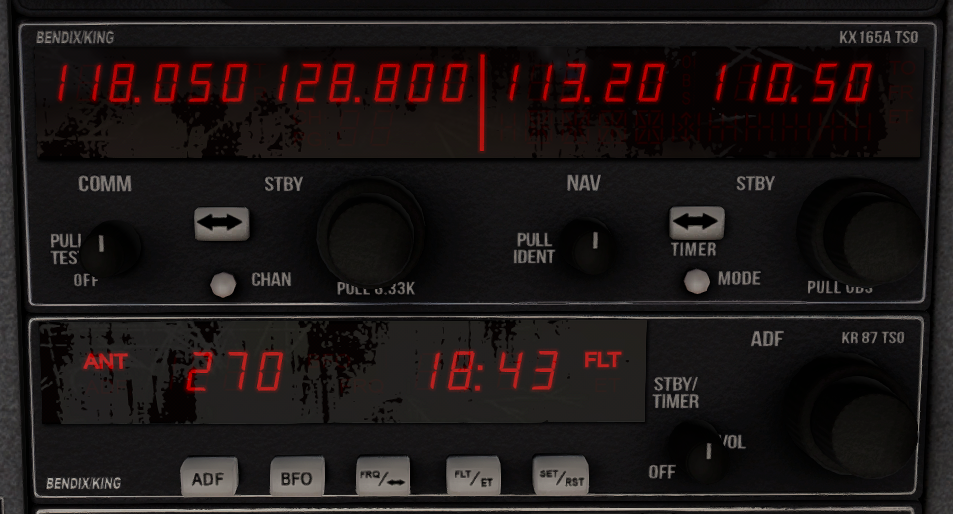 BENDIX/KING KX 165A TSO
118.050 128.800 113.20 110.50
COMM STBY NAV STBY
PULL TEST
OFF
CHAN
PULL 8.33K
PULL IDENT
TIMER
MODE
PULL OBS
ADF KR 87 TSO
ANT 270 18:43 FLT
STBY/
TIMER
VOL
OFF
BENDIX/KING
ADF BFO FRQ/↔ FLT/ET SET/RST